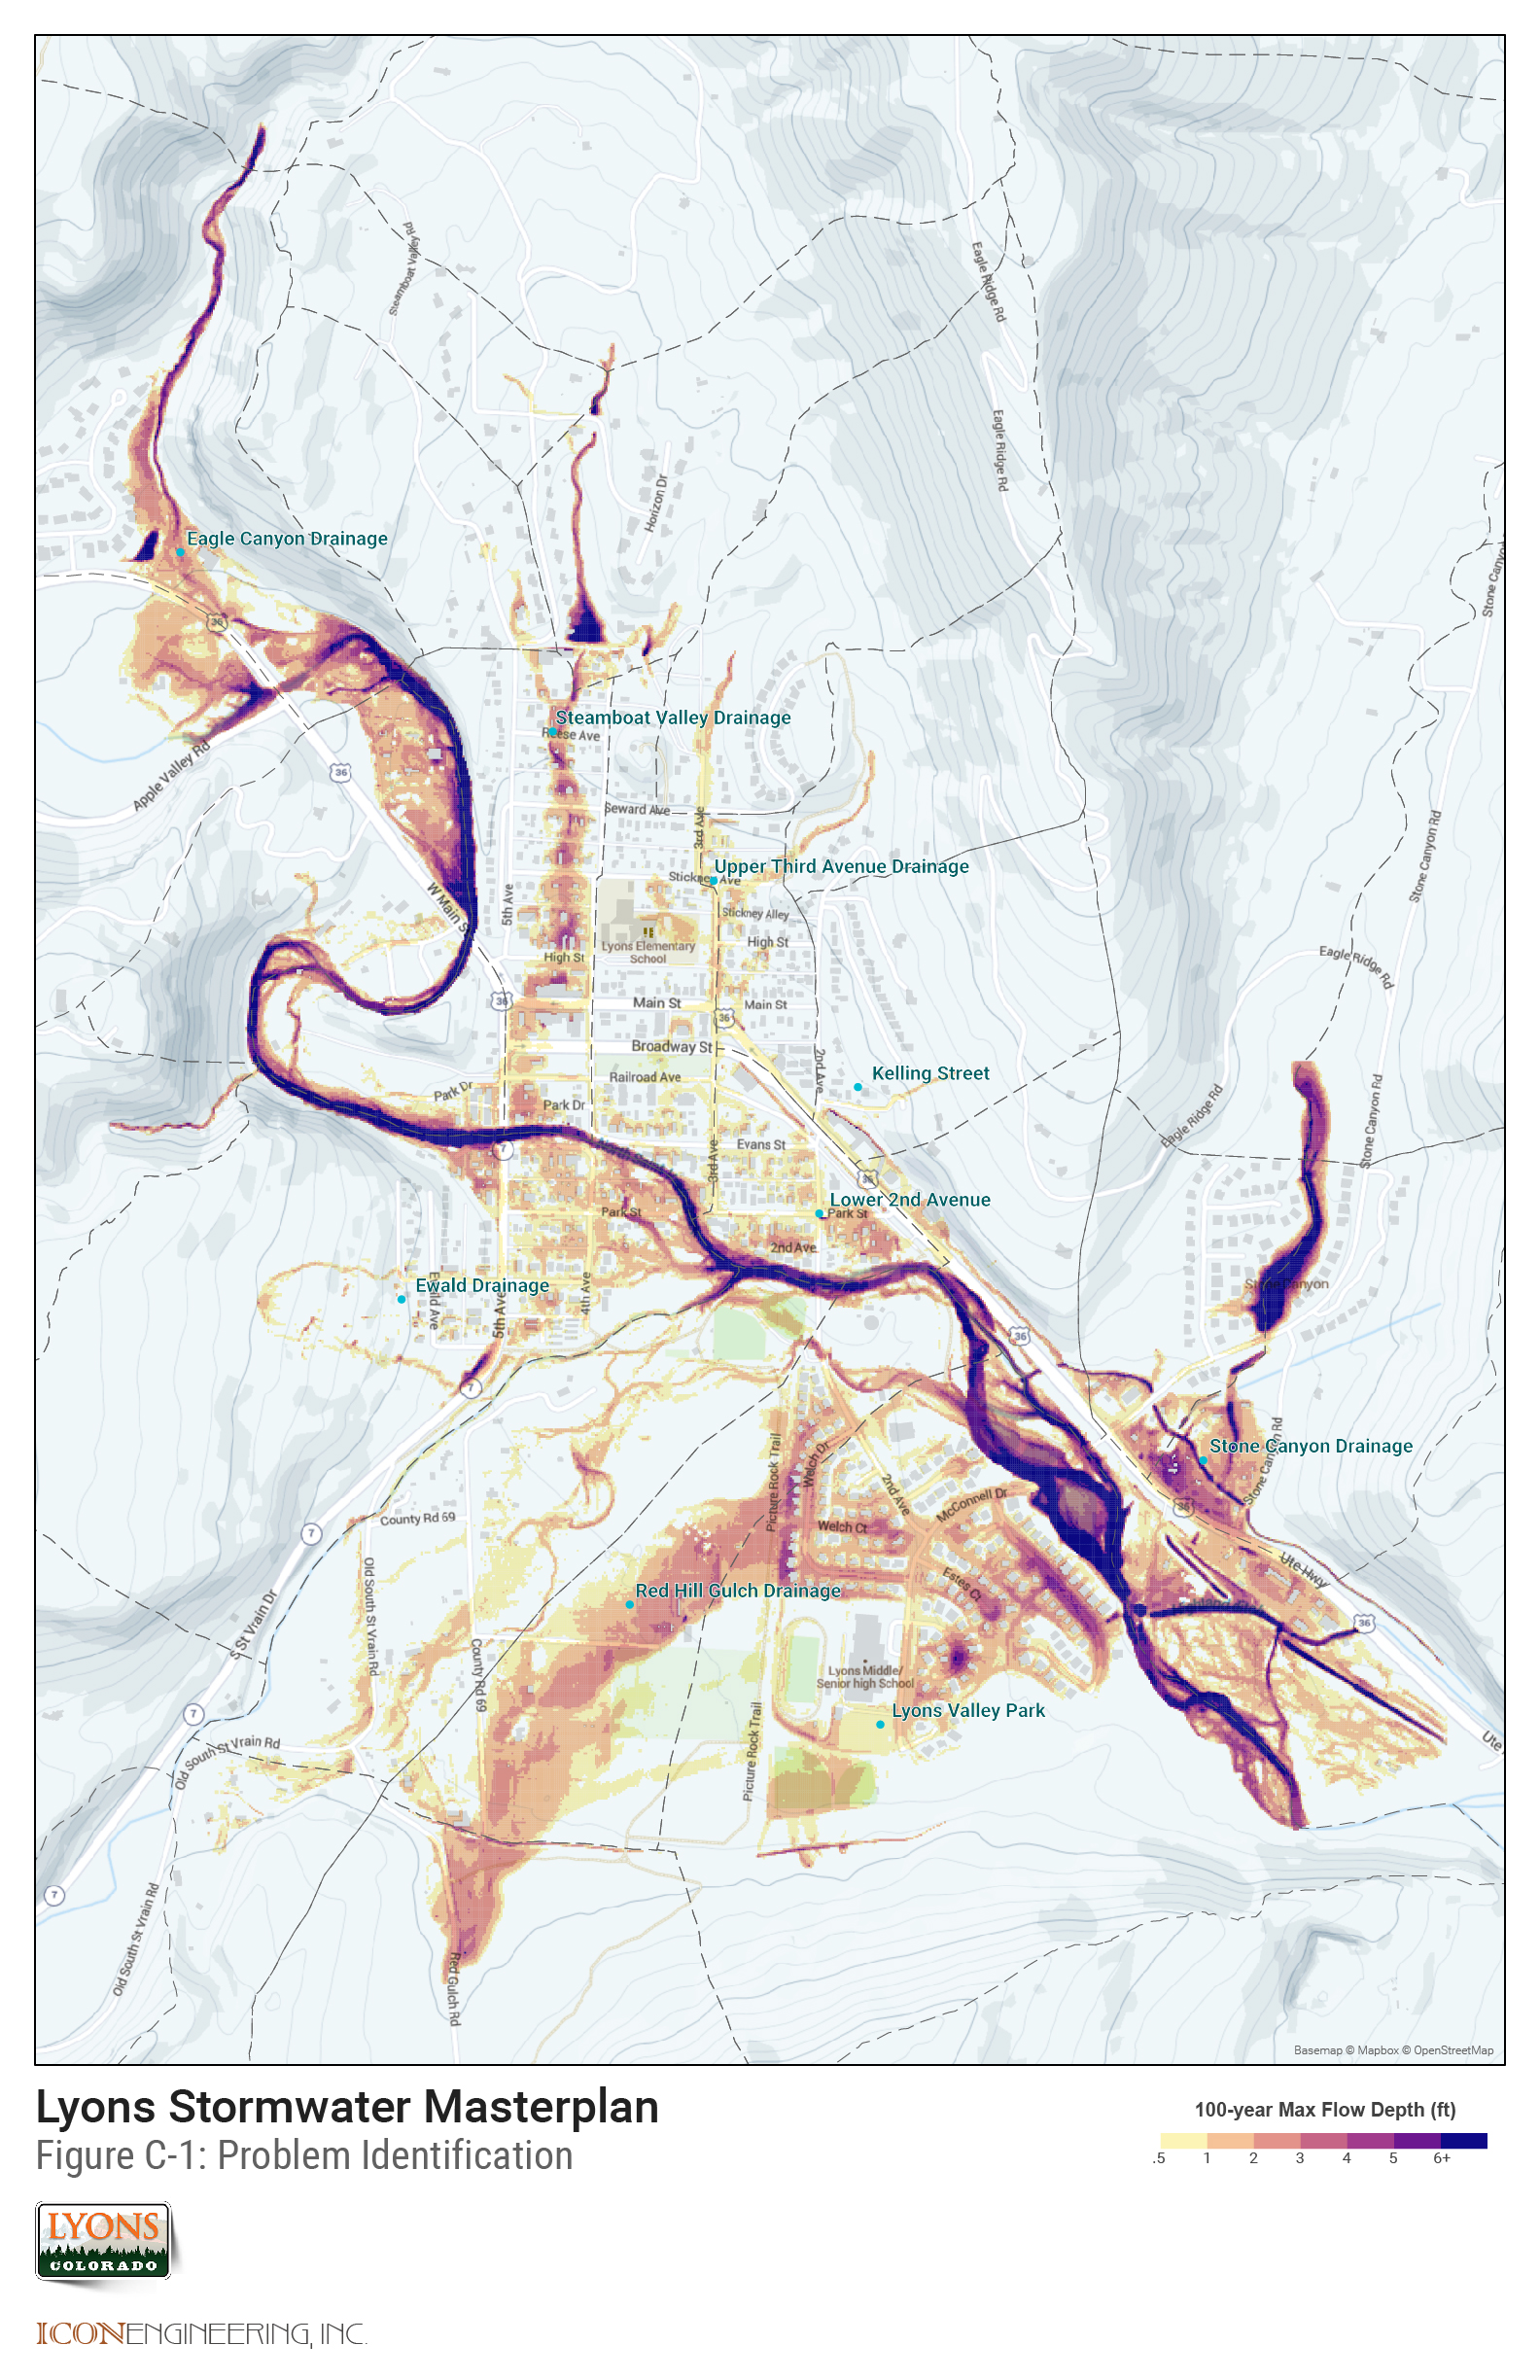 Steamboat Valley Rd
Eagle Ridge Rd
Eagle Ridge Rd
Horizon Dr
Eagle Canyon Drainage
Stone Canyon
36
Steamboat Valley Drainage
Reese Ave
Apple Valley Rd
36
Seward Ave
3rd Ave
Stone Canyon Rd
Upper Third Avenue Drainage
Stickney Ave
W Main St
5th Ave
Stickney Alley
Lyons Elementary
School
High St
High St
Eagle Ridge Rd
36
Main St
Main St
36
Broadway St
2nd Ave
Kelling Street
Railroad Ave
Park Dr
Park Dr
Eagle Ridge Rd
Stone Canyon Rd
7
Evans St
3rd Ave
36
Lower 2nd Avenue
Park St
Park St
2nd Ave
Ewald Drainage
Ewald Ave
5th Ave
4th Ave
Stone Canyon
36
7
Picture Rock Trail
Welch Dr
2nd Ave
McConnell Dr
Stone Canyon Drainage
Stone Canyon Rd
36
County Rd 69
7
Welch Ct
Ute Hwy
Estes Ct
Red Hill Gulch Drainage
Old South St Vrain Rd
S St Vrain Dr
36
County Rd 69
Lyons Middle/
Senior high School
Lyons Valley Park
7
Old South St Vrain Rd
Picture Rock Trail
Ute
7
Old South St Vrain Rd
Red Gulch Rd
Basemap © Mapbox © OpenStreetMap
Lyons Stormwater Masterplan
Figure C-1: Problem Identification
100-year Max Flow Depth (ft)
.5 1 2 3 4 5 6+
LYONS
COLORADO
ICONENGINEERING, INC.